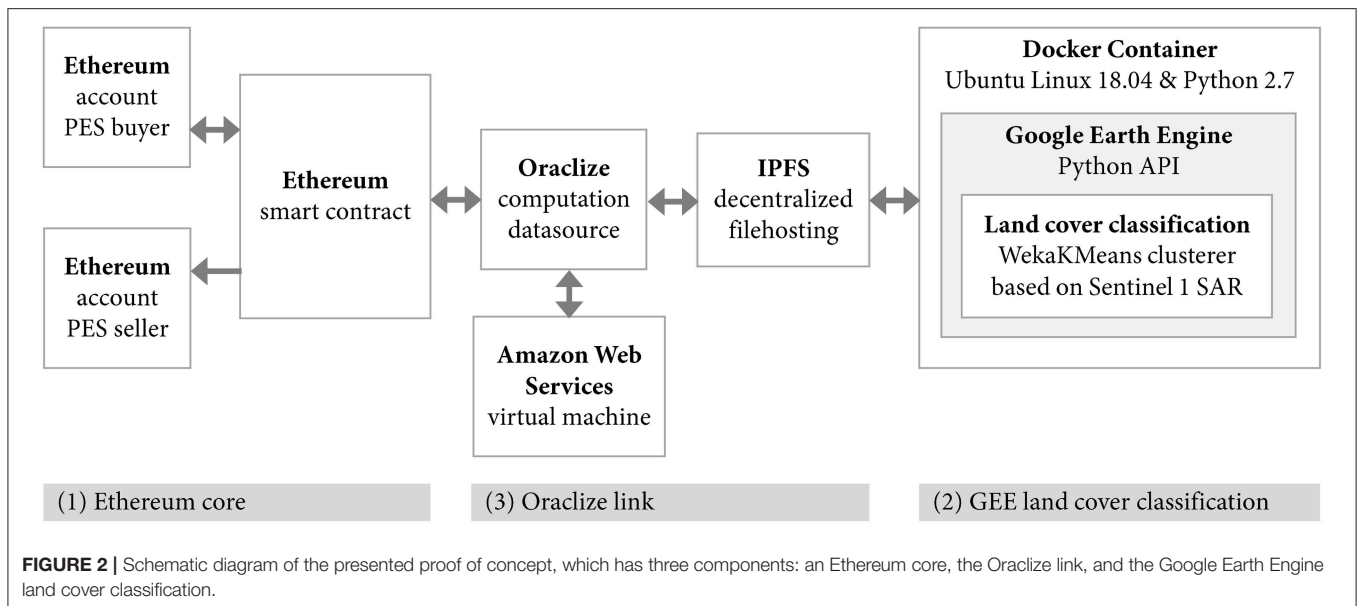 Ethereum
account
PES buyer
Ethereum
account
PES seller
Ethereum
smart contract
Oraclize
computation
datasource
Amazon Web
Services
virtual machine
IPFS
decentralized
filehosting
Docker Container
Ubuntu Linux 18.04 & Python 2.7
Google Earth Engine
Python API
Land cover classification
WekaKMeans clusterer
based on Sentinel 1 SAR
(1) Ethereum core
(3) Oraclize link
(2) GEE land cover classification
FIGURE 2 | Schematic diagram of the presented proof of concept, which has three components: an Ethereum core, the Oraclize link, and the Google Earth Engine
land cover classification.